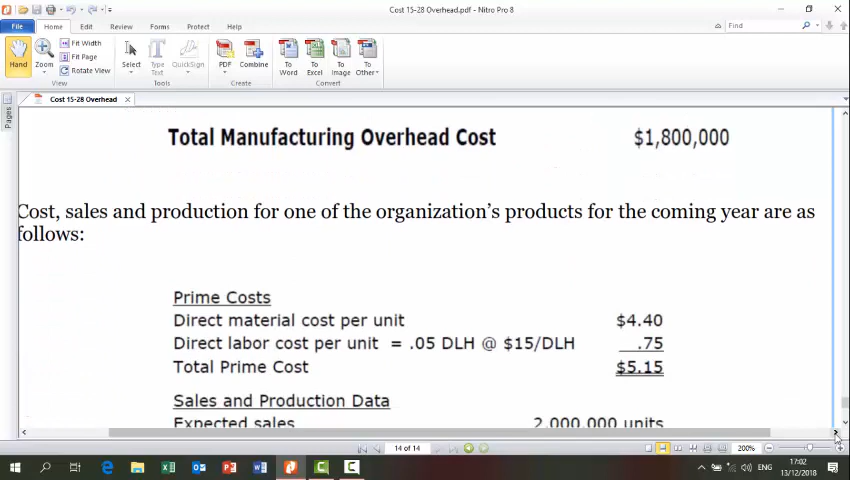 Cost 15-28 Overhead.pdf - Nitro Pro 8
File Home Edit Review Forms Protect Help
Find
Hand Zoom Fit Width Fit Page Rotate View
Select Type Text QuickSign
PDF Combine
To Word To Excel To Image To Other
View Tools Create Convert
Cost 15-28 Overhead
Pages
Total Manufacturing Overhead Cost $1,800,000
Cost, sales and production for one of the organization's products for the coming year are as
follows:
Prime Costs
Direct material cost per unit $4.40
Direct labor cost per unit = .05 DLH @ $15/DLH .75
Total Prime Cost $5.15
Sales and Production Data
Expected sales 2,000,000 units
14 of 14
200%
ENG
17:02
13/12/2018